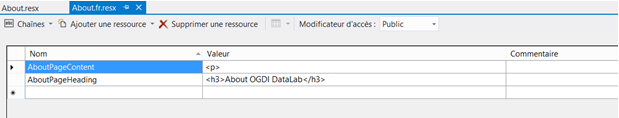 About.resx About.fr.resx
Chaînes Ajouter une ressource Supprimer une ressource Modificateur d'accès : Public
Nom Valeur Commentaire
AboutPageContent <p>
AboutPageHeading <h3>About OGDI DataLab</h3>